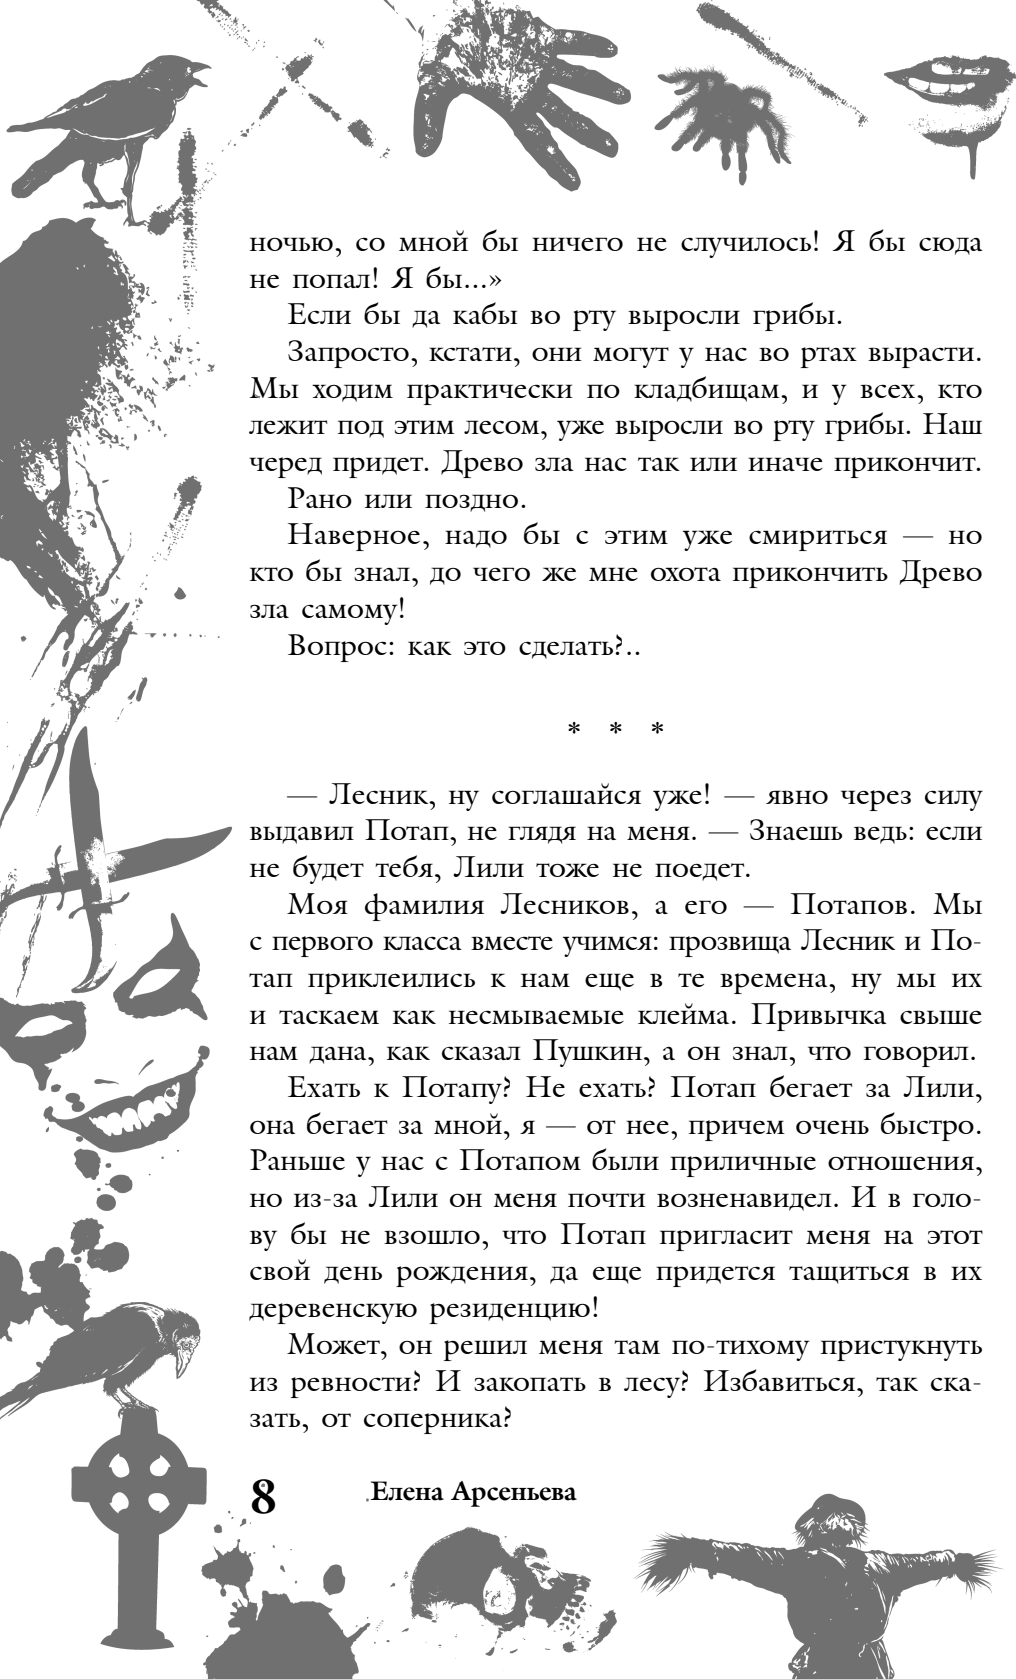 ночью, со мной бы ничего не случилось! Я бы сюда
не попал! Я бы...»
Если бы да кабы во рту выросли грибы.
Запросто, кстати, они могут у нас во ртах вырасти.
Мы ходим практически по кладбищам, и у всех, кто
лежит под этим лесом, уже выросли во рту грибы. Наш
черед придет. Древо зла нас так или иначе прикончит.
Рано или поздно.
Наверное, надо бы с этим уже смириться — но
кто бы знал, до чего же мне охота прикончить Древо
зла самому!
Вопрос: как это сделать?..
* * *
— Лесник, ну соглашайся уже! — явно через силу
выдавил Потап, не глядя на меня. — Знаешь ведь: если
не будет тебя, Лили тоже не поедет.
Моя фамилия Лесников, а его — Потапов. Мы
с первого класса вместе учимся: прозвища Лесник и По-
тап приклеились к нам еще в те времена, ну мы их
и таскаем как несмываемые клейма. Привычка свыше
нам дана, как сказал Пушкин, а он знал, что говорил.
Ехать к Потапу? Не ехать? Потап бегает за Лили,
она бегает за мной, я — от нее, причем очень быстро.
Раньше у нас с Потапом были приличные отношения,
но из-за Лили он меня почти возненавидел. И в голо-
ву бы не взошло, что Потап пригласит меня на этот
свой день рождения, да еще придется тащиться в их
деревенскую резиденцию!
Может, он решил меня там по-тихому пристукнуть
из ревности? И закопать в лесу? Избавиться, так ска-
зать, от соперника?
8 Елена Арсеньева